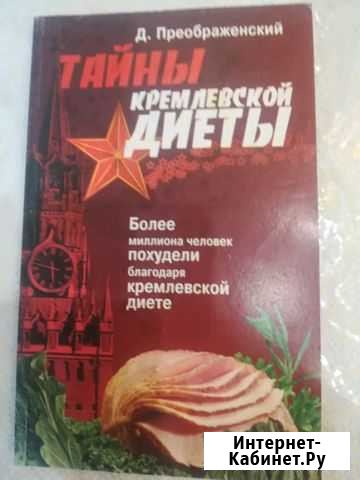 Д. Преображенский
ТАЙНЫ
КРЕМЛЕВСКОЙ
ДИЕТЫ
Более
миллиона человек
похудели
благодаря
кремлевской
диете
Интернет-
Кабинет.Ру